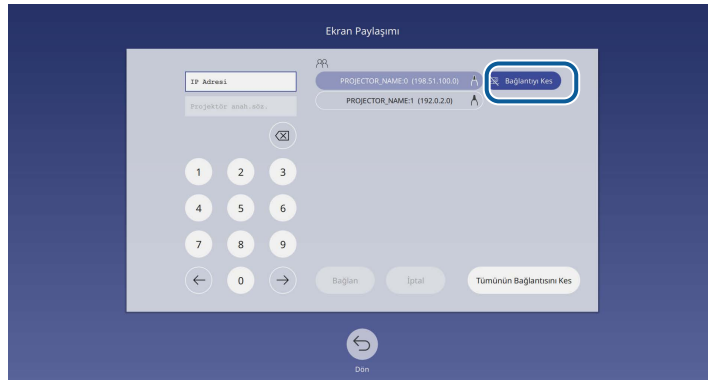 Ekran Paylaşımı
IP Adresi
Projektör anah.söz.
PROJECTOR_NAME:0 (198.51.100.0)
Bağlantıyı Kes
PROJECTOR_NAME:1 (192.0.2.0)
1 2 3
4 5 6
7 8 9
0
Bağlan
İptal
Tümünün Bağlantısını Kes
Dön